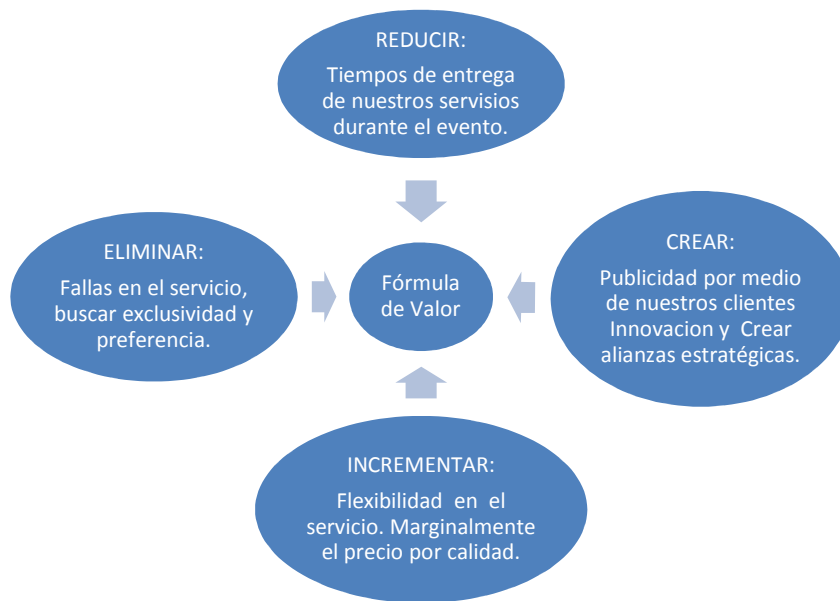 REDUCIR:
Tiempos de entrega
de nuestros servisios
durante el evento.
ELIMINAR:
Fallas en el servicio,
buscar exclusividad y
preferencia.
Fórmula
de Valor
CREAR:
Publicidad por medio
de nuestros clientes
Innovacion y  Crear
alianzas estratégicas.
INCREMENTAR:
Flexibilidad  en  el
servicio. Marginalmente
el precio por calidad.